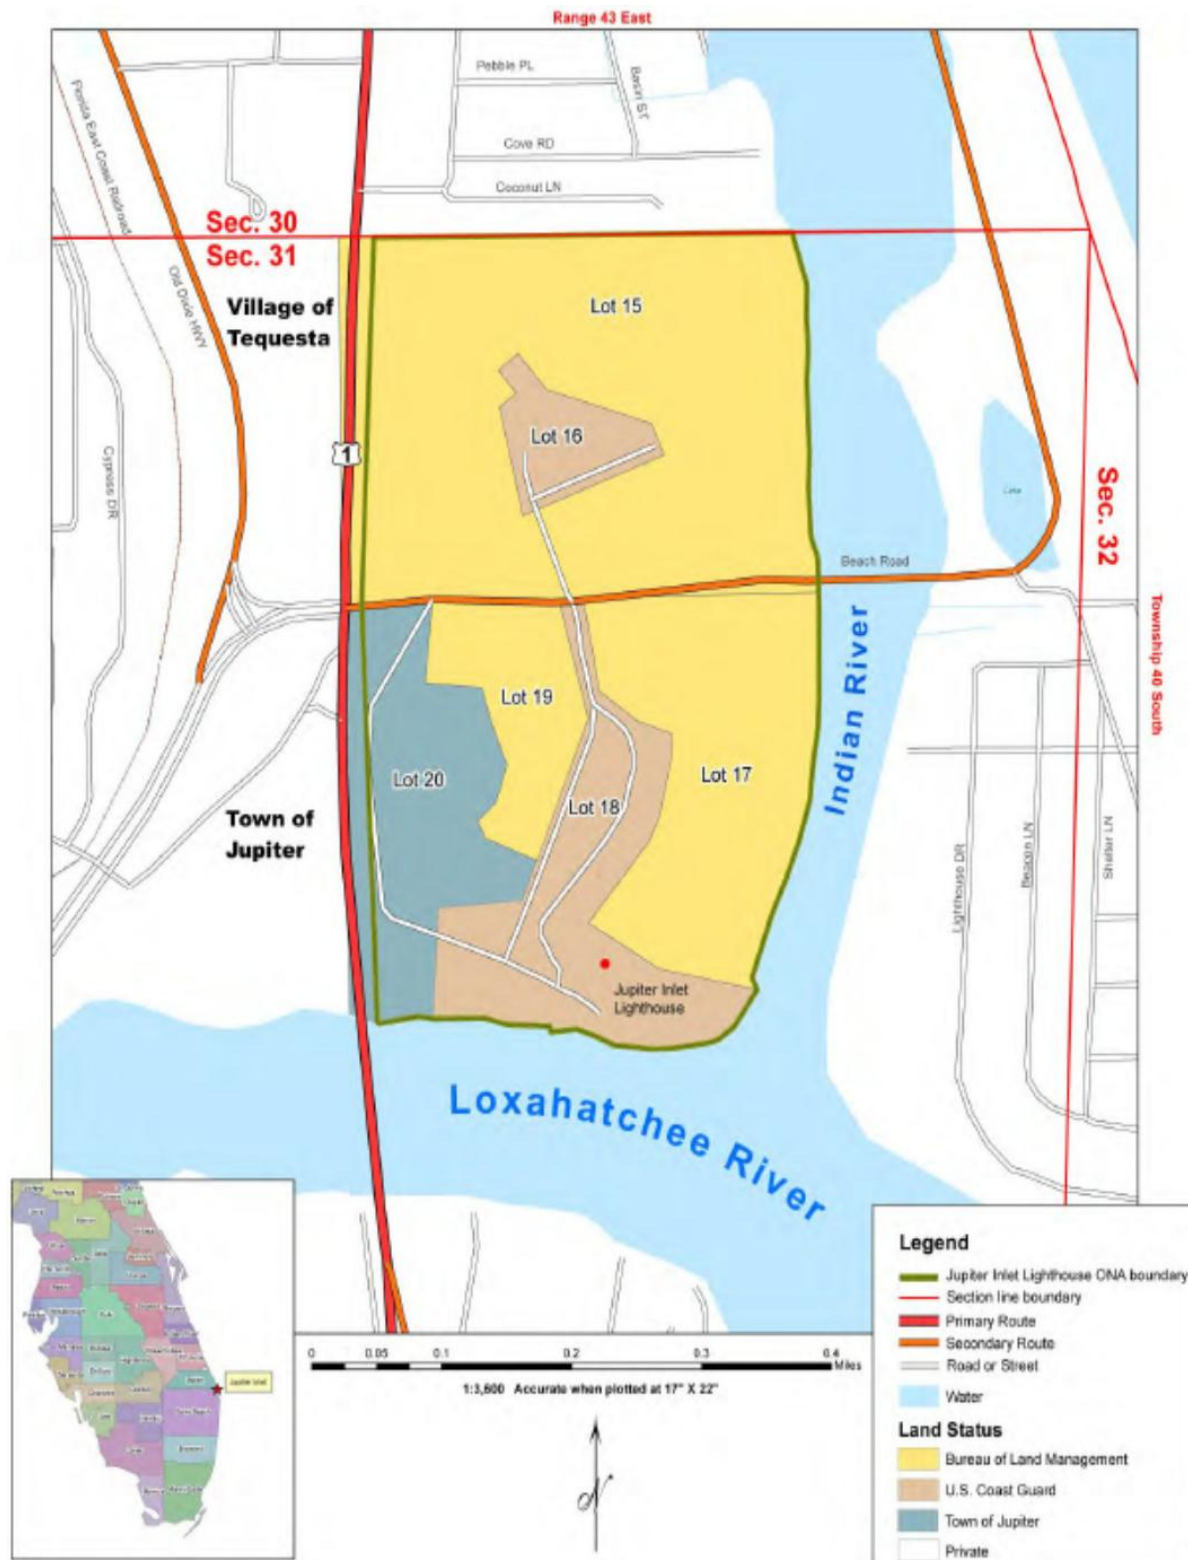 Range 43 East
Pebble PL
Basin ST
Cove RD
Coconut LN
Florida East Coast Railroad
Sec. 30
Sec. 31
Old Dixie HWY
Village of
Tequesta
Lot 15
Lot 16
1
Cypress DR
Lake
Sec. 32
Beach Road
Township 40 South
Indian River
Lot 19
Lot 17
Lot 20
Lot 18
Town of
Jupiter
Lighthouse DR
Beacon LN
Shelter LN
Jupiter Inlet
Lighthouse
Loxahatchee River
Jupiter Inlet
0 0.05 0.1 0.2 0.3 0.4
Miles
1:3,600 Accurate when plotted at 17" X 22"
Legend
Jupiter Inlet Lighthouse ONA boundary
Section line boundary
Primary Route
Secondary Route
Road or Street
Water
Land Status
Bureau of Land Management
U.S. Coast Guard
Town of Jupiter
Private